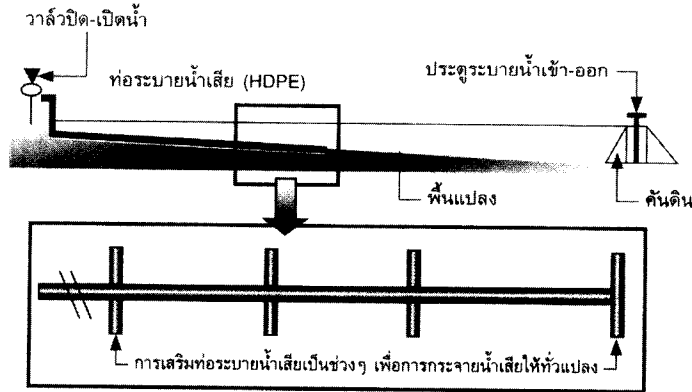 วาล์วปิด-เปิดน้ำ
ท่อระบายน้ำเสีย (HDPE)
ประตูระบายน้ำเข้า-ออก
พื้นแปลง
คันดิน
การเสริมท่อระบายน้ำเสียเป็นช่วงๆ เพื่อการกระจายน้ำเสียให้ทั่วแปลง